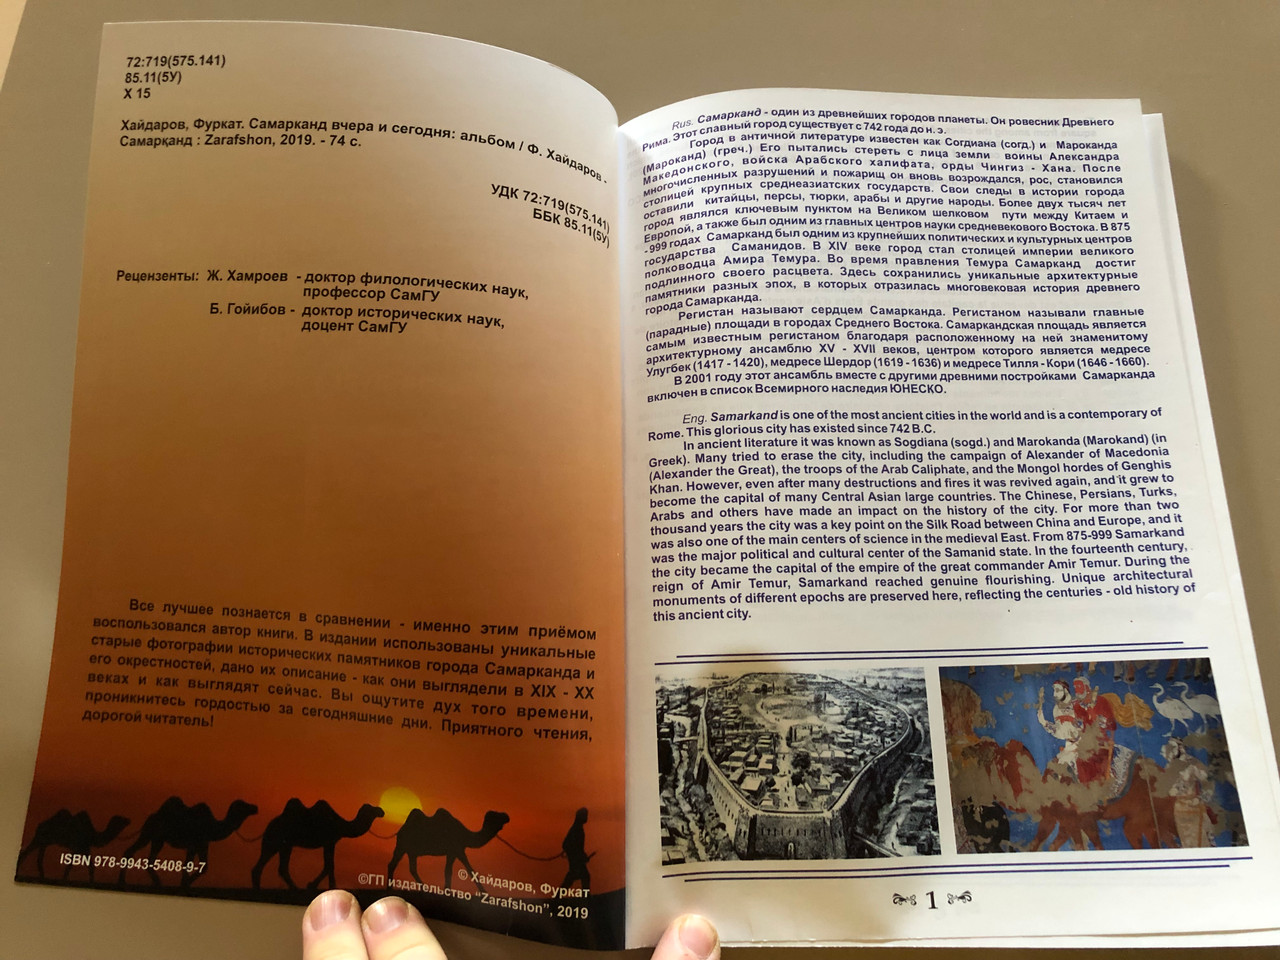 72:719(575.141)
85.11(5У)
Х 15
Хайдаров, Фуркат. Самарканд вчера и сегодня: альбом / Ф. Хайдаров -
Самарқанд : Zarafshon, 2019. - 74 с.
УДК 72:719(575.141)
ББК 85.11(5У)
Рецензенты: Ж. Хамроев - доктор филологических наук,
профессор СамГУ
Б. Гойибов - доктор исторических наук,
доцент СамГУ
Все лучшее познается в сравнении - именно этим приёмом
воспользовался автор книги. В издании использованы уникальные
старые фотографии исторических памятников города Самарканда и
его окрестностей, дано их описание - как они выглядели в XIX - XX
веках и как выглядят сейчас. Вы ощутите дух того времени,
проникнитесь гордостью за сегодняшние дни. Приятного чтения,
дорогой читатель!
ISBN 978-9943-5408-9-7
© Хайдаров, Фуркат
©ГП издательство "Zarafshon", 2019
Rus. Самарканд - один из древнейших городов планеты. Он ровесник Древнего
Рима. Этот славный город существует с 742 года до н. э.
Город в античной литературе известен как Согдиана (согд.) и Мароканда
(Мароканд) (греч.) Его пытались стереть с лица земли воины Александра
Македонского, войска Арабского халифата, орды Чингиз - Хана. После
многочисленных разрушений и пожарищ он вновь возрождался, рос, становился
столицей крупных среднеазиатских государств. Свои следы в истории города
оставили китайцы, персы, тюрки, арабы и другие народы. Более двух тысяч лет
город являлся ключевым пунктом на Великом шелковом пути между Китаем и
Европой, а также был одним из главных центров науки средневекового Востока. В 875
- 999 годах Самарканд был одним из крупнейших политических и культурных центров
государства Саманидов. В XIV веке город стал столицей империи великого
полководца Амира Темура. Во время правления Темура Самарканд достиг
подлинного своего расцвета. Здесь сохранились уникальные архитектурные
памятники разных эпох, в которых отразилась многовековая история древнего
города Самарканда.
Регистан называют сердцем Самарканда. Регистаном называли главные
(парадные) площади в городах Среднего Востока. Самаркандская площадь является
самым известным регистаном благодаря расположенному на ней знаменитому
архитектурному ансамблю XV - XVII веков, центром которого является медресе
Улугбек (1417 - 1420), медресе Шердор (1619 - 1636) и медресе Тилля - Кори (1646 -1660).
В 2001 году этот ансамбль вместе с другими древними постройками Самарканда
включен в список Всемирного наследия ЮНЕСКО.
Eng. Samarkand is one of the most ancient cities in the world and is a contemporary of
Rome. This glorious city has existed since 742 B.C.
In ancient literature it was known as Sogdiana (sogd.) and Marokanda (Marokand) (in
Greek). Many tried to erase the city, including the campaign of Alexander of Macedonia
(Alexander the Great), the troops of the Arab Caliphate, and the Mongol hordes of Genghis
Khan. However, even after many destructions and fires it was revived again, and it grew to
become the capital of many Central Asian large countries. The Chinese, Persians, Turks,
Arabs and others have made an impact on the history of the city. For more than two
thousand years the city was a key point on the Silk Road between China and Europe, and it
was also one of the main centers of science in the medieval East. From 875-999 Samarkand
was the major political and cultural center of the Samanid state. In the fourteenth century,
the city became the capital of the empire of the great commander Amir Temur. During the
reign of Amir Temur, Samarkand reached genuine flourishing. Unique architectural
monuments of different epochs are preserved here, reflecting the centuries - old history of
this ancient city.
1